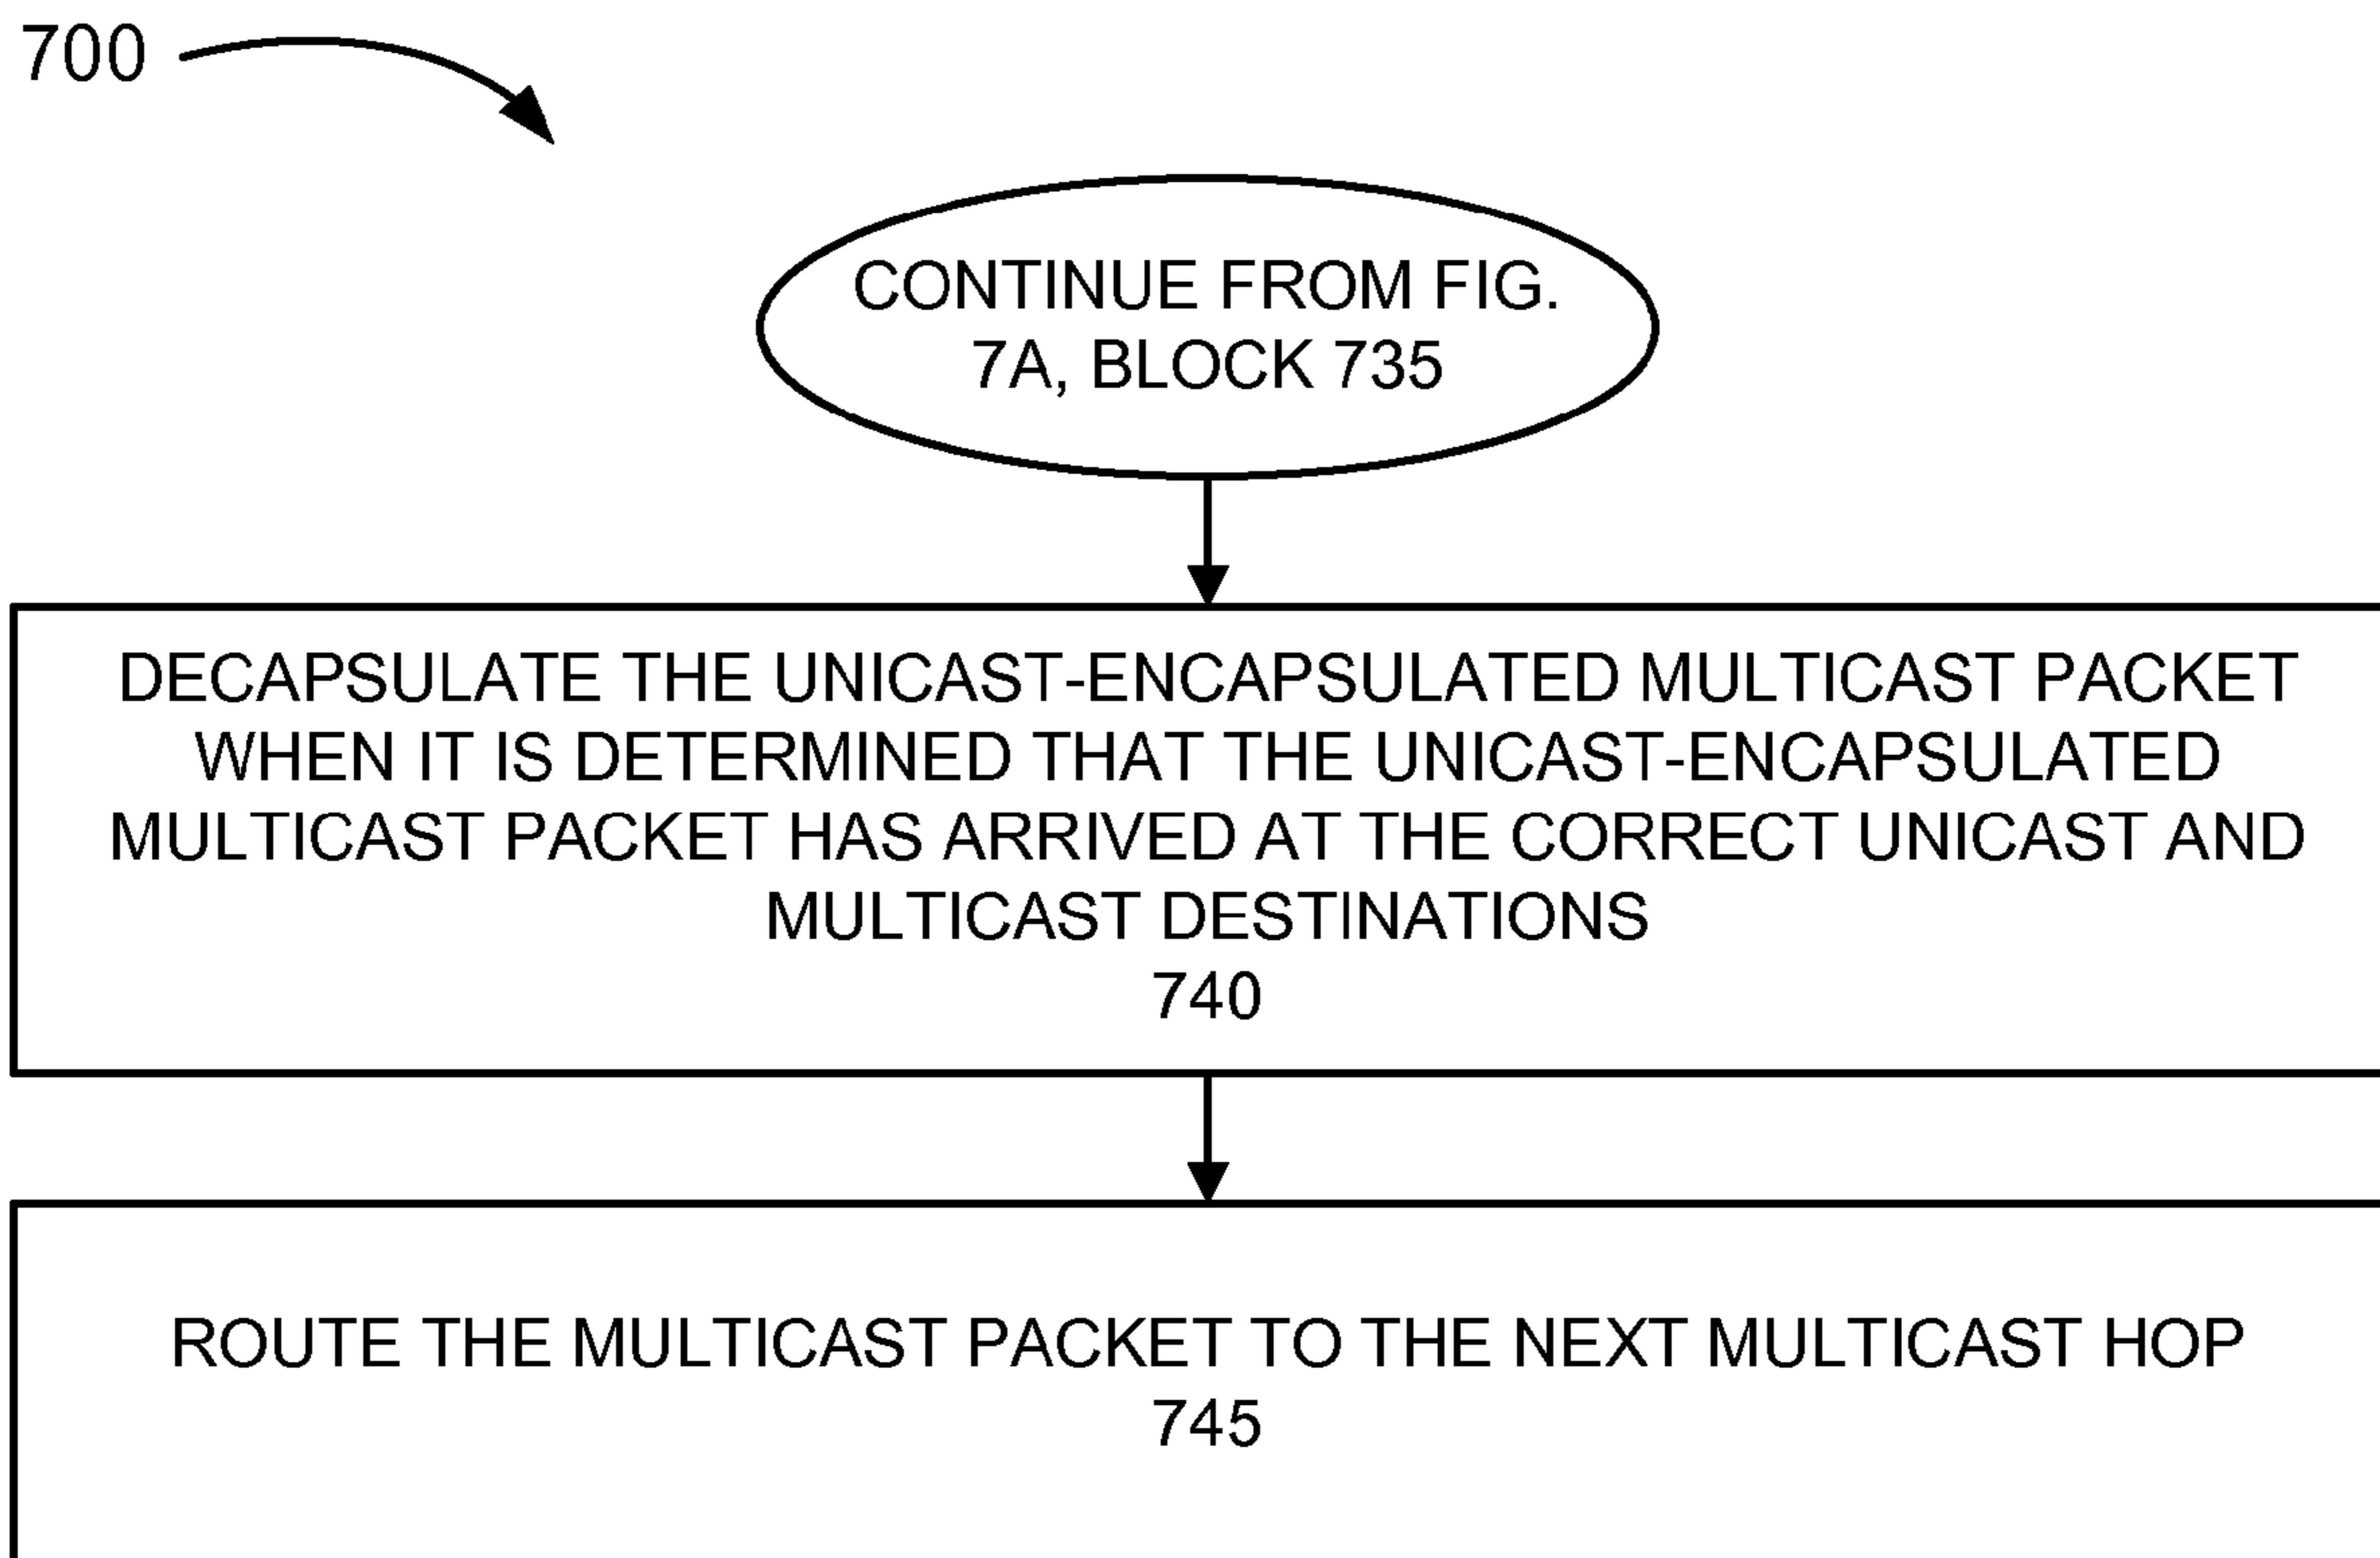 700
CONTINUE FROM FIG.
7A, BLOCK 735
DECAPSULATE THE UNICAST-ENCAPSULATED MULTICAST PACKET
WHEN IT IS DETERMINED THAT THE UNICAST-ENCAPSULATED
MULTICAST PACKET HAS ARRIVED AT THE CORRECT UNICAST AND
MULTICAST DESTINATIONS
740
ROUTE THE MULTICAST PACKET TO THE NEXT MULTICAST HOP
745